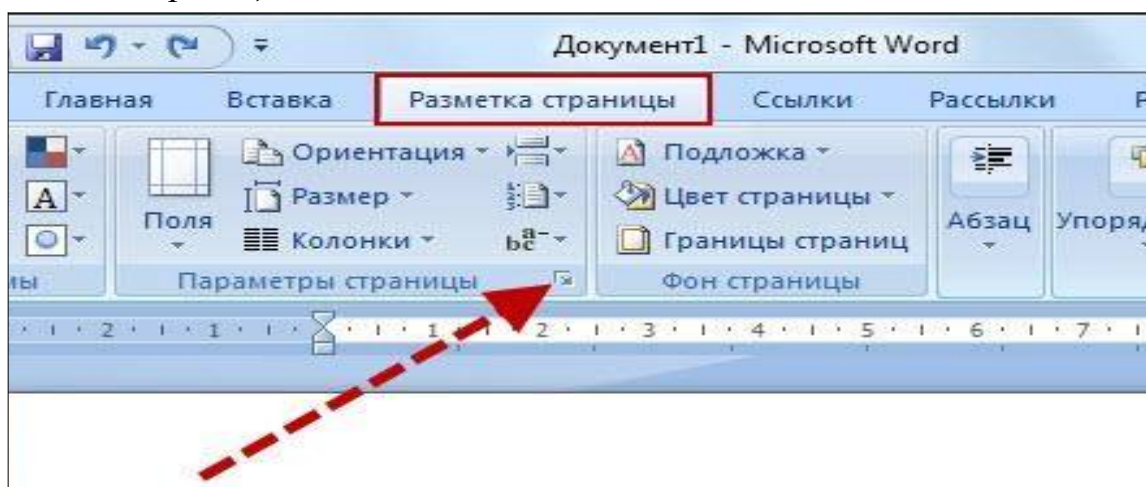 Документ1 - Microsoft Word
Главная Вставка Разметка страницы Ссылки Рассылки
Ориентация Подложка
Размер Цвет страницы
Поля Колонки Границы страниц Абзац
Параметры страницы Фон страницы
2 1 1 2 3 4 5 6 7